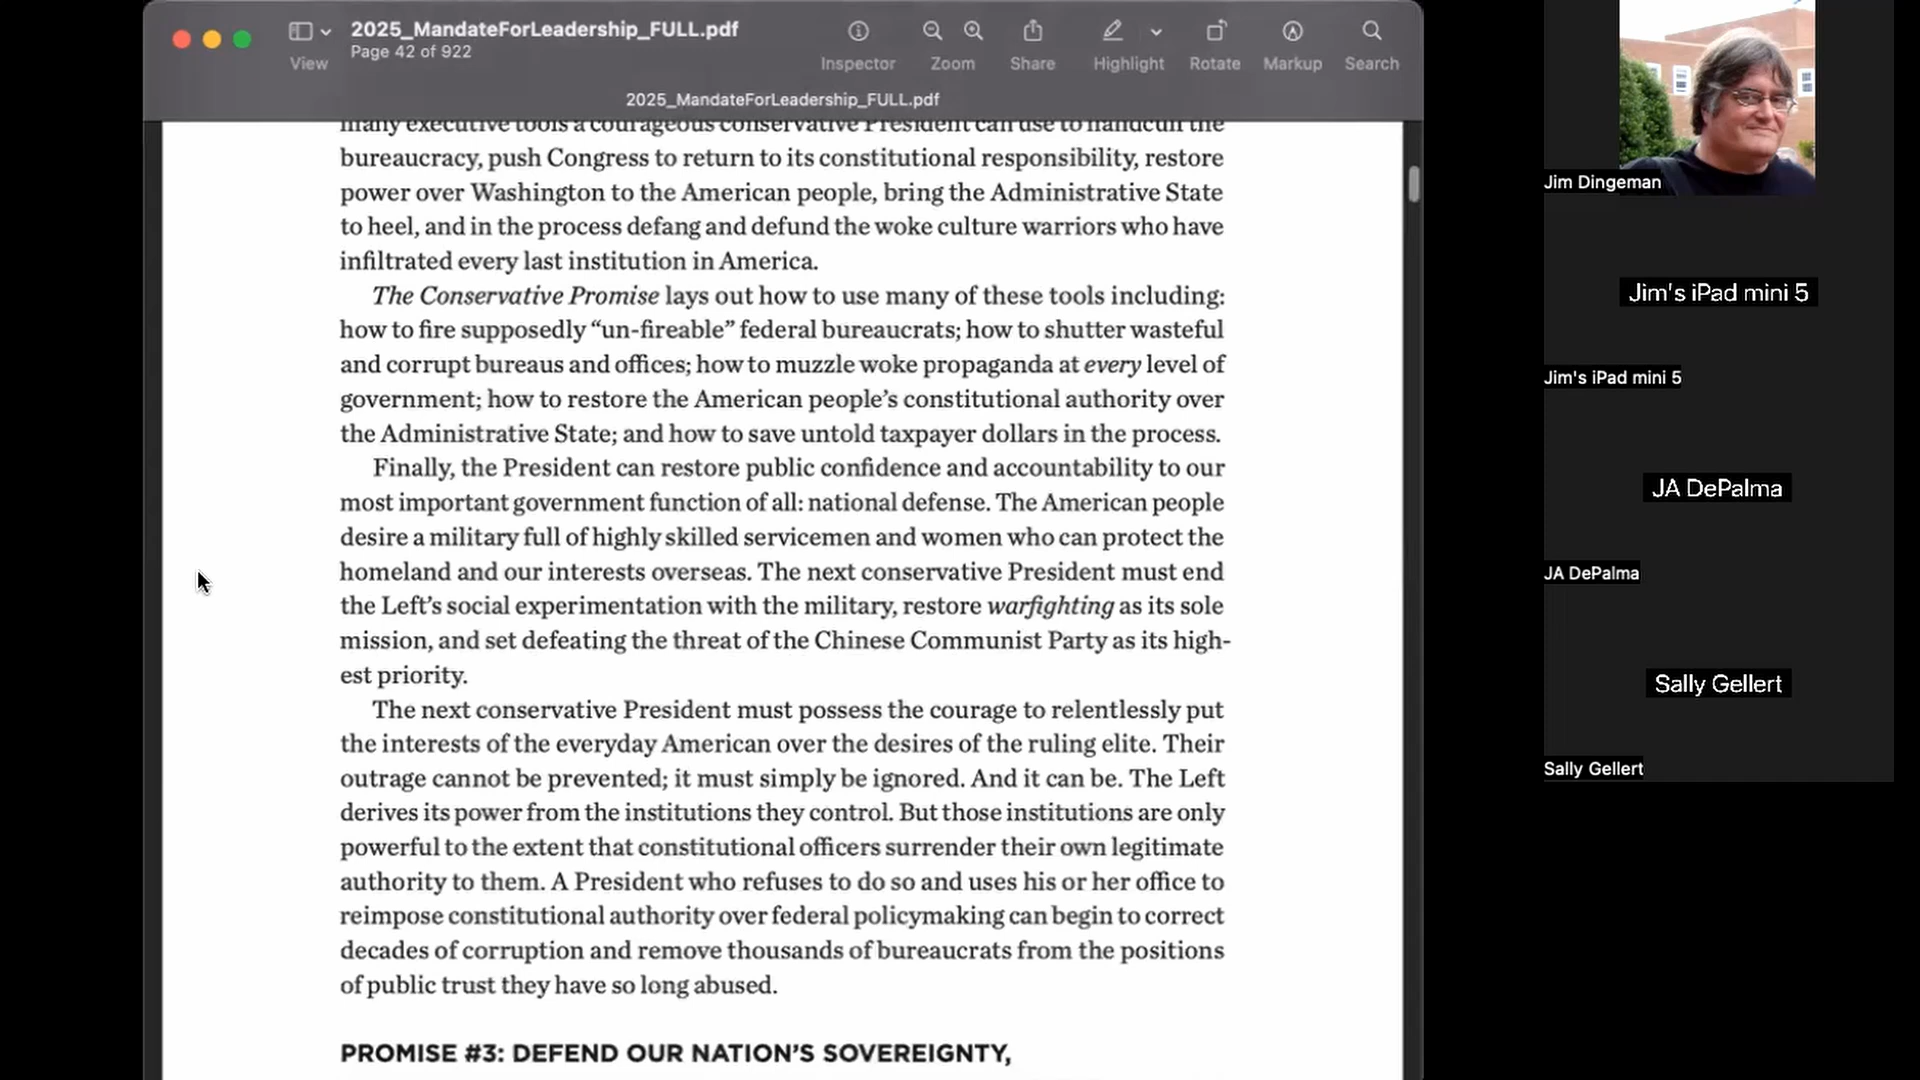 2025_MandateForLeadership_FULL.pdf
Page 42 of 922
View
Inspector
Zoom
Share
Highlight
Rotate
Markup
Search
2025_MandateForLeadership_FULL.pdf
many executive tools a courageous conservative President can use to handcuff the
bureaucracy, push Congress to return to its constitutional responsibility, restore
power over Washington to the American people, bring the Administrative State
to heel, and in the process defang and defund the woke culture warriors who have
infiltrated every last institution in America.
The Conservative Promise lays out how to use many of these tools including:
how to fire supposedly “un-fireable” federal bureaucrats; how to shutter wasteful
and corrupt bureaus and offices; how to muzzle woke propaganda at every level of
government; how to restore the American people’s constitutional authority over
the Administrative State; and how to save untold taxpayer dollars in the process.
Finally, the President can restore public confidence and accountability to our
most important government function of all: national defense. The American people
desire a military full of highly skilled servicemen and women who can protect the
homeland and our interests overseas. The next conservative President must end
the Left’s social experimentation with the military, restore warfighting as its sole
mission, and set defeating the threat of the Chinese Communist Party as its high-
est priority.
The next conservative President must possess the courage to relentlessly put
the interests of the everyday American over the desires of the ruling elite. Their
outrage cannot be prevented; it must simply be ignored. And it can be. The Left
derives its power from the institutions they control. But those institutions are only
powerful to the extent that constitutional officers surrender their own legitimate
authority to them. A President who refuses to do so and uses his or her office to
reimpose constitutional authority over federal policymaking can begin to correct
decades of corruption and remove thousands of bureaucrats from the positions
of public trust they have so long abused.
PROMISE #3: DEFEND OUR NATION’S SOVEREIGNTY,
Jim Dingeman
Jim's iPad mini 5
Jim's iPad mini 5
JA DePalma
JA DePalma
Sally Gellert
Sally Gellert